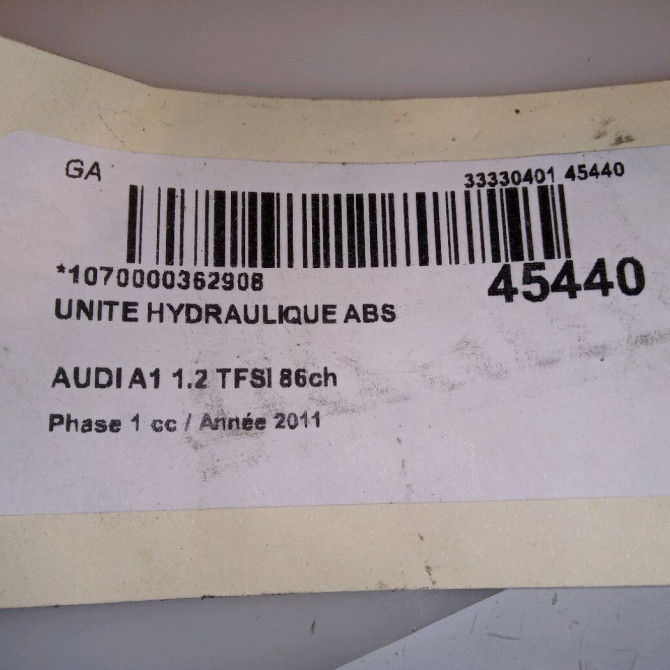 GA
33330401 45440
*1070000362908
45440
UNITE HYDRAULIQUE ABS
AUDI A1 1.2 TFSI 86ch
Phase 1 cc / Année 2011